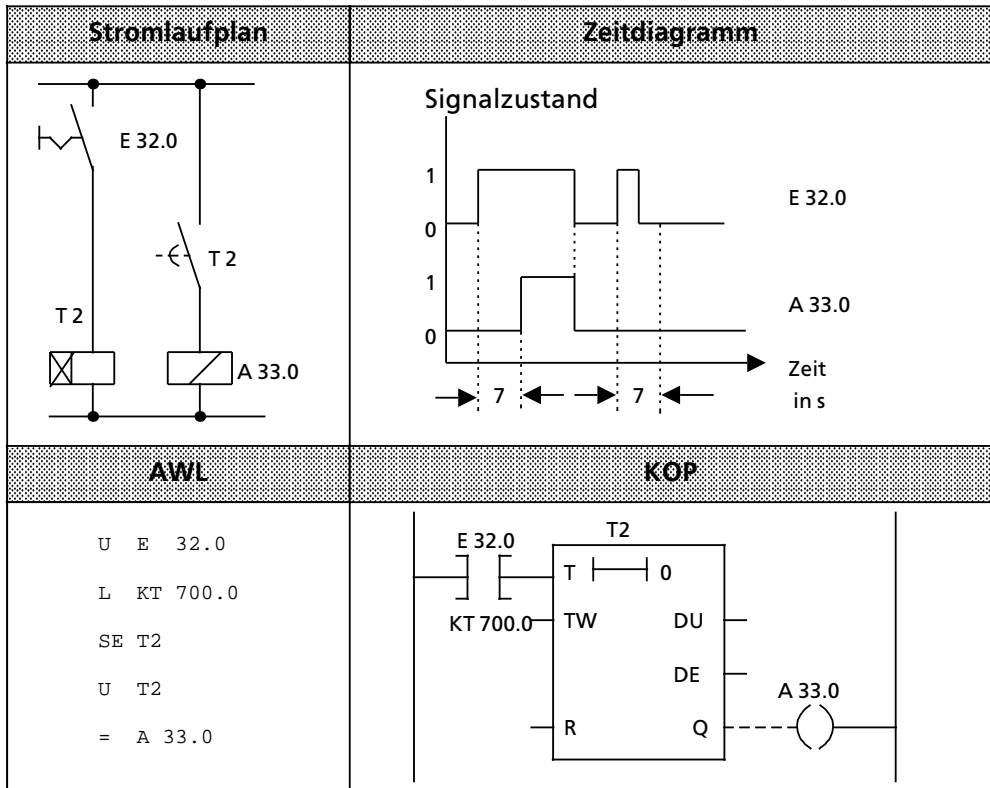 Stromlaufplan
E 32.0
T 2
T 2
A 33.0
Zeitdiagramm
Signalzustand
1
0
E 32.0
1
0
A 33.0
Zeit
in s
7
7
AWL
U E 32.0
L KT 700.0
SE T2
U T2
= A 33.0
KOP
T2
E 32.0
T 0
KT 700.0
TW DU
DE
A 33.0
R Q